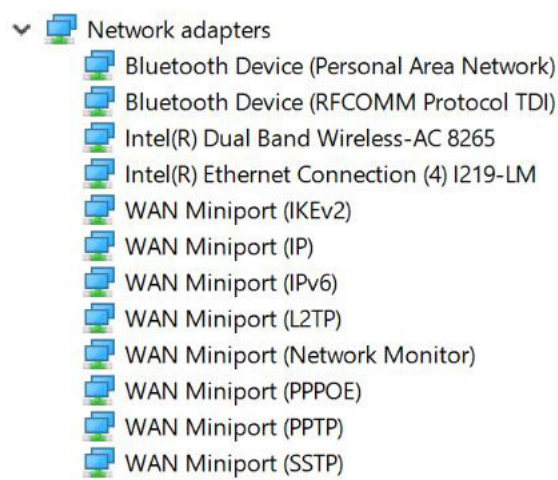 Network adapters
Bluetooth Device (Personal Area Network)
Bluetooth Device (RFCOMM Protocol TDI)
Intel(R) Dual Band Wireless-AC 8265
Intel(R) Ethernet Connection (4) I219-LM
WAN Miniport (IKEv2)
WAN Miniport (IP)
WAN Miniport (IPv6)
WAN Miniport (L2TP)
WAN Miniport (Network Monitor)
WAN Miniport (PPPOE)
WAN Miniport (PPTP)
WAN Miniport (SSTP)